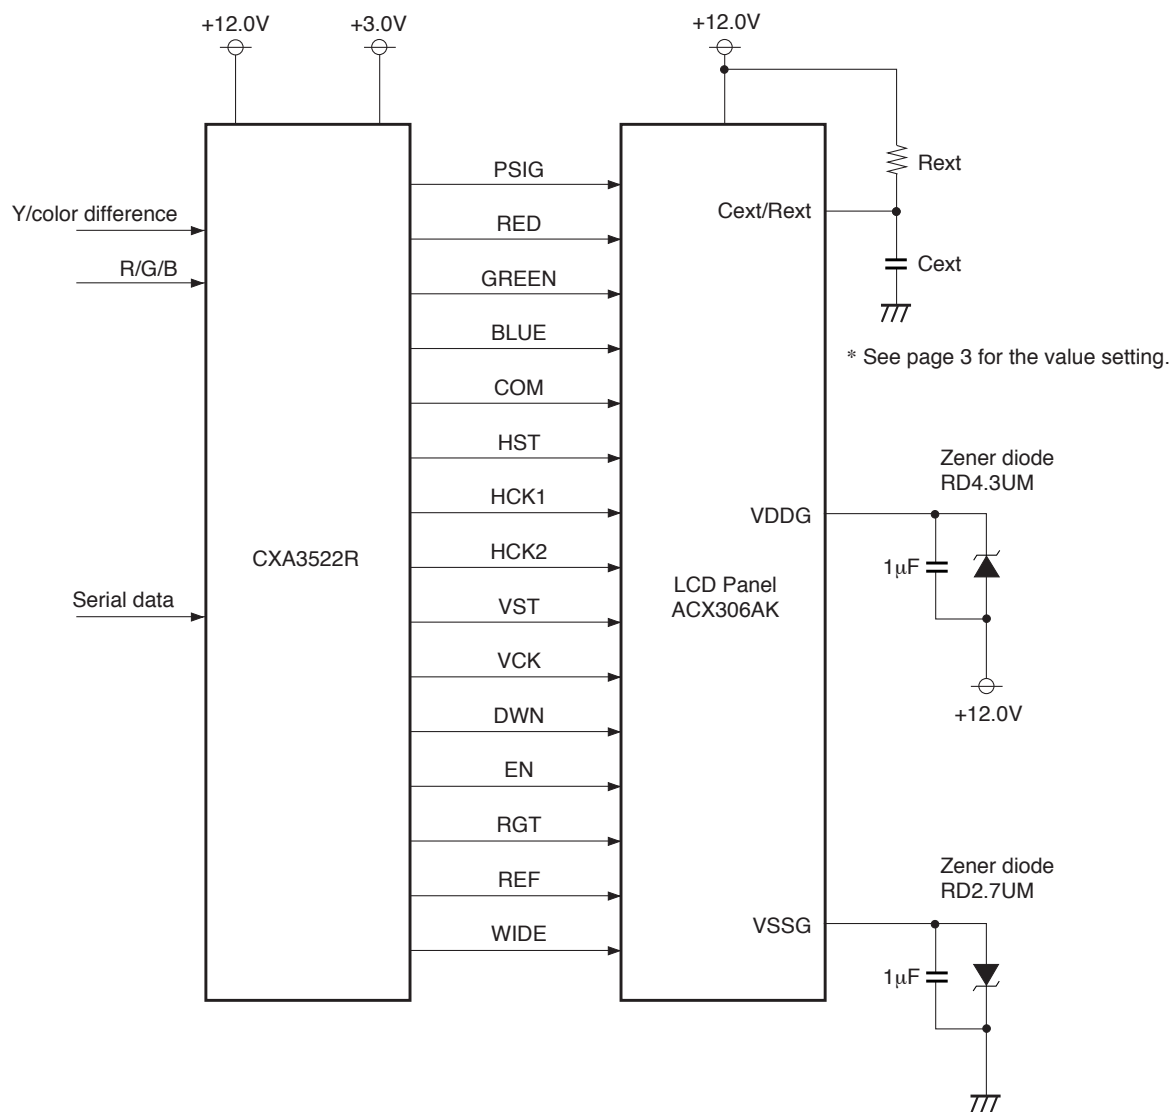 +12.0V
+3.0V
+12.0V
Rext
Cext/Rext
Cext
* See page 3 for the value setting.
Y/color difference
R/G/B
Serial data
CXA3522R
PSIG
RED
GREEN
BLUE
COM
HST
HCK1
HCK2
VST
VCK
DWN
EN
RGT
REF
WIDE
LCD Panel
ACX306AK
Zener diode
RD4.3UM
VDDG
1μF
+12.0V
Zener diode
RD2.7UM
VSSG
1μF